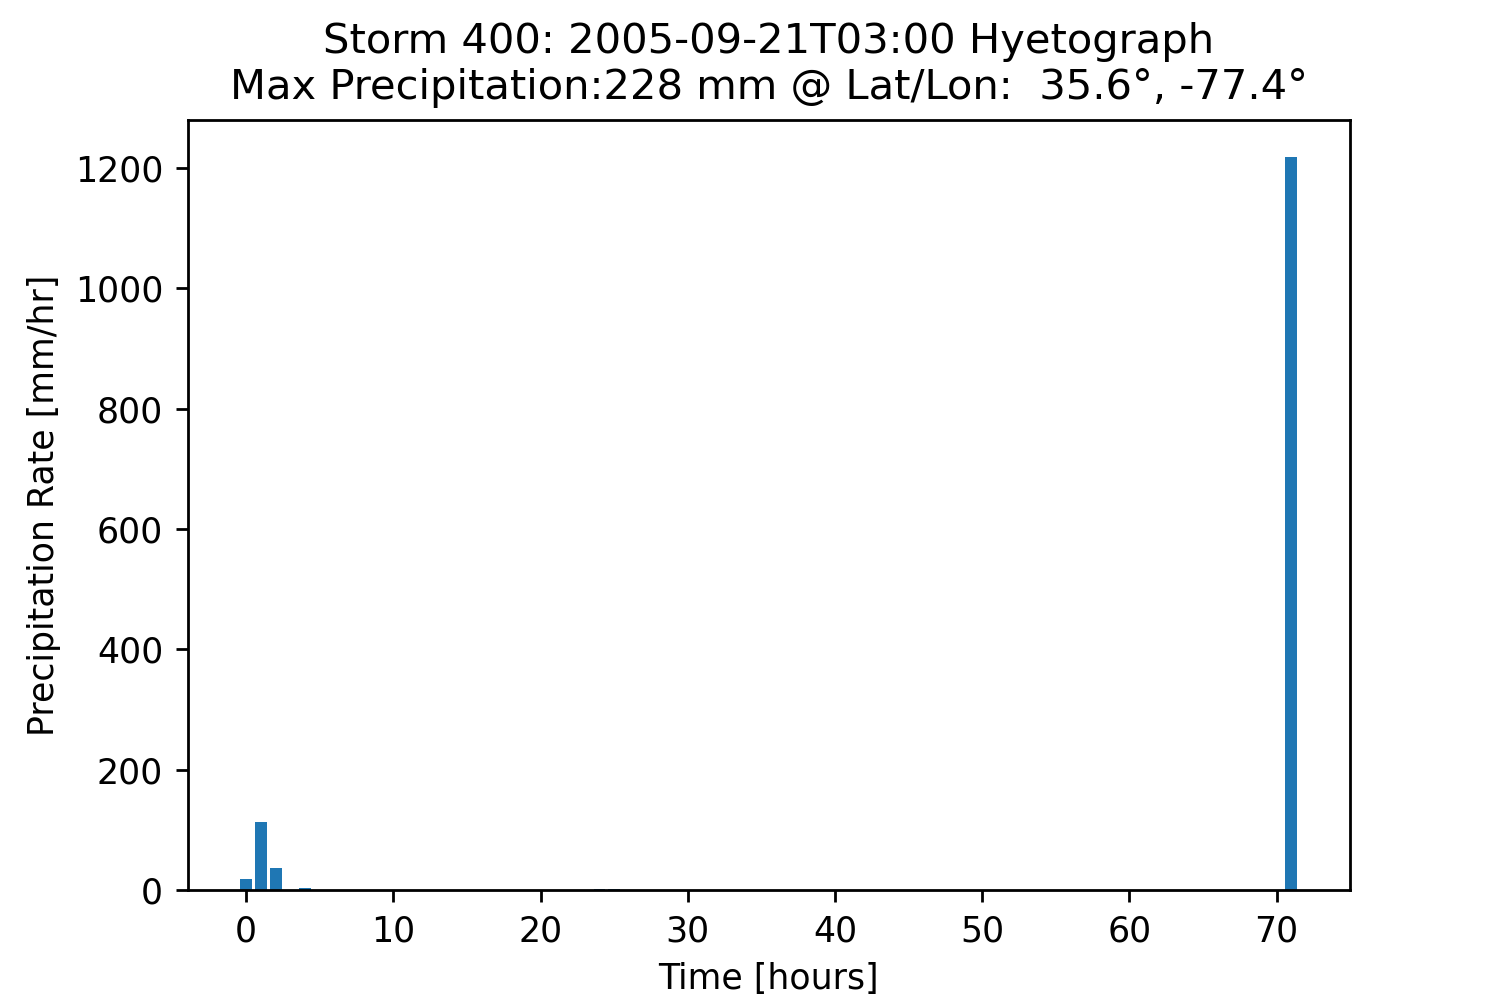 Storm 400: 2005-09-21T03:00 Hyetograph
Max Precipitation:228 mm @ Lat/Lon:  35.6°, -77.4°
Precipitation Rate [mm/hr]
1200
1000
800
600
400
200
0
0 10 20 30 40 50 60 70
Time [hours]